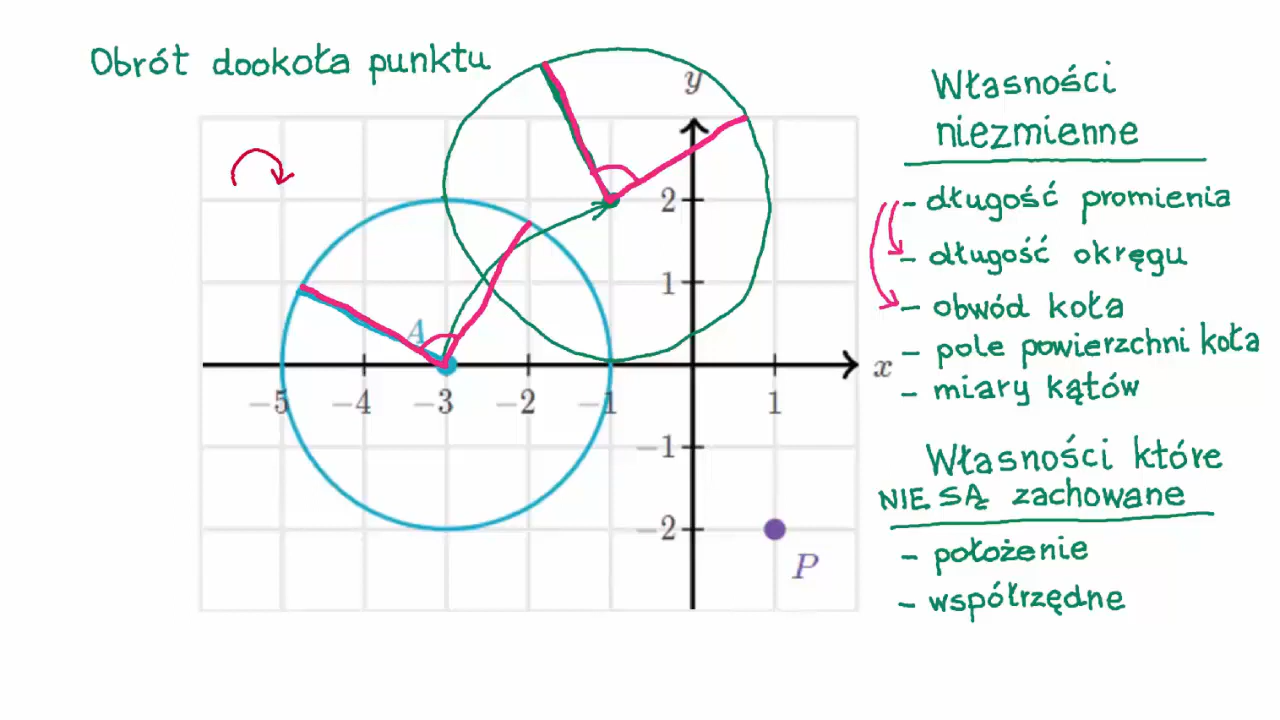 Obrót dookoła punktu
y
Własności
niezmienne
- długość promienia
- długość okręgu
- obwód koła
- pole powierzchni koła
- miary kątów
Własności które
NIE SĄ zachowane
- położenie
- współrzędne
2
1
A
x
−5 −4 −3 −2 −1 1
−1
−2
P